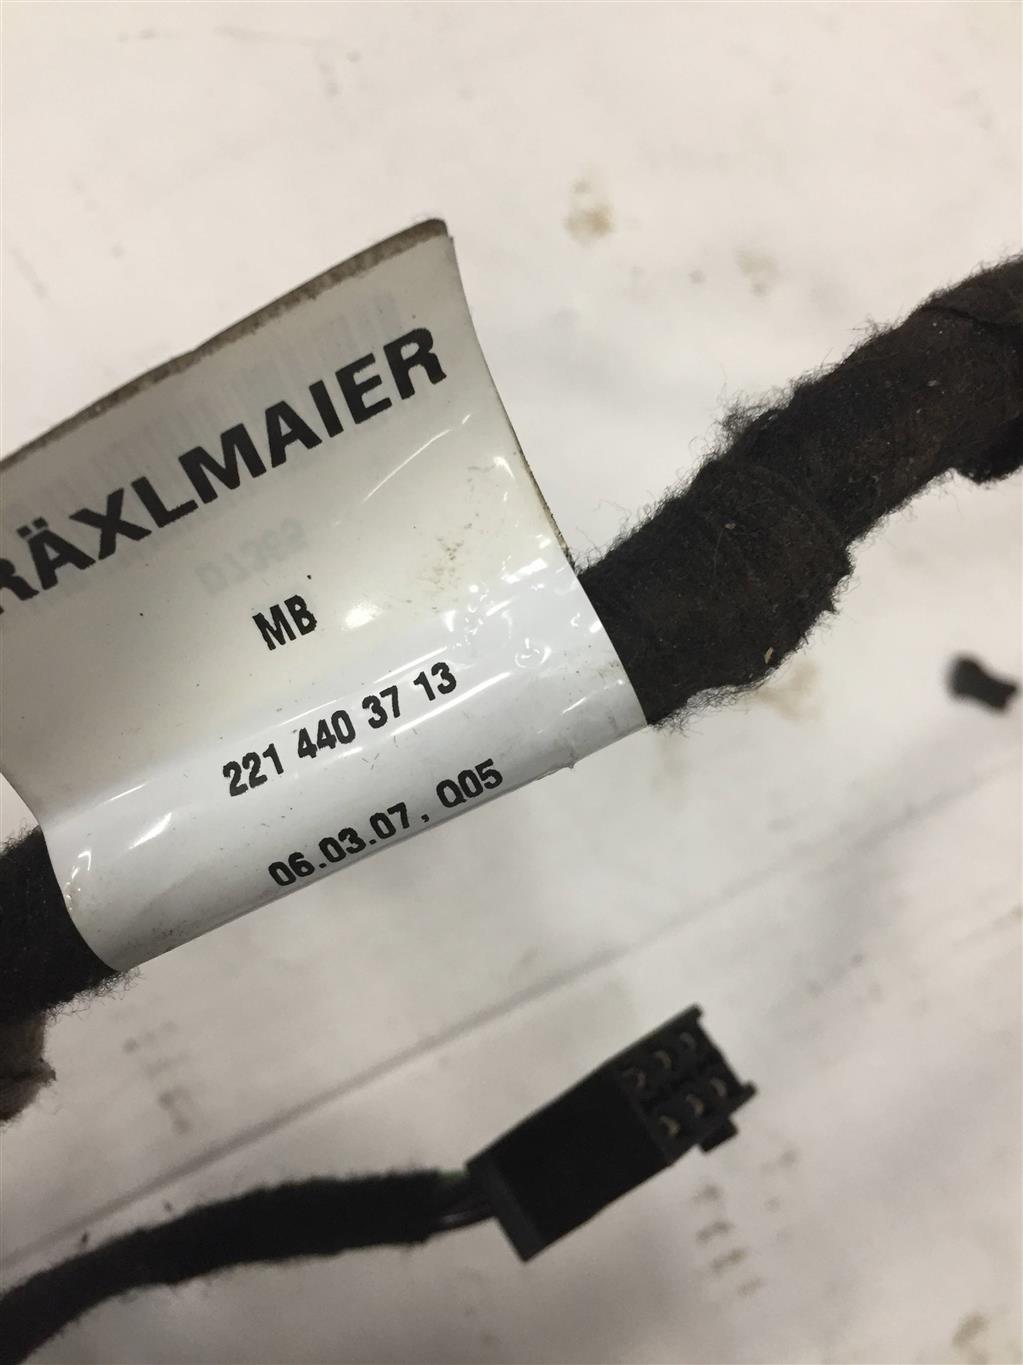 RÄXLMAIER
MB
221 440 37 13
06.03.07, Q05